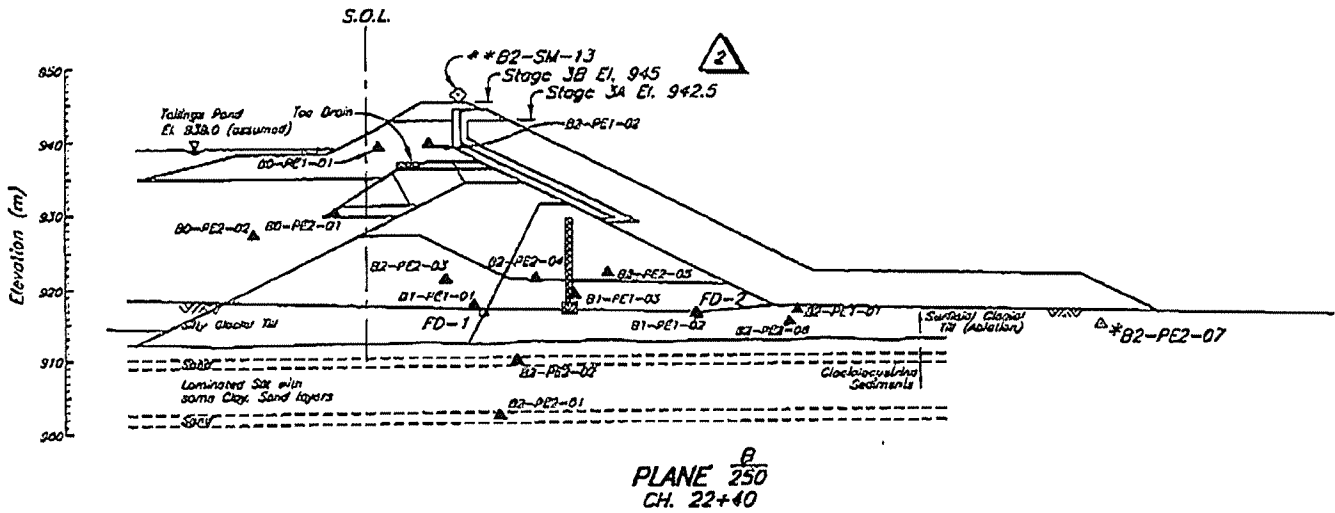 S.O.L.
* *B2-SM-13
2
Stage 3B El. 945
Stage 3A El. 942.5
Tailings Pond
El. 938.0 (assumed)
Toe Drain
B2-PE1-02
B0-PE1-01
B0-PE2-02
B0-PE2-01
B2-PE2-03
B2-PE2-04
B2-PE2-05
B1-PE1-01
B1-PE1-03
FD-2
FD-1
B1-PE1-02
B2-PE1-01
B2-PE2-06
*B2-PE2-07
Silty Glacial Till
Surficial Glacial
Till (Ablation)
Sand
B2-PE2-02
Laminated Silt with
some Clay, Sand layers
Glaciolacustrine
Sediments
B2-PE2-01
Sand
Elevation (m)
950
940
930
920
910
900
PLANE B
250
CH. 22+40